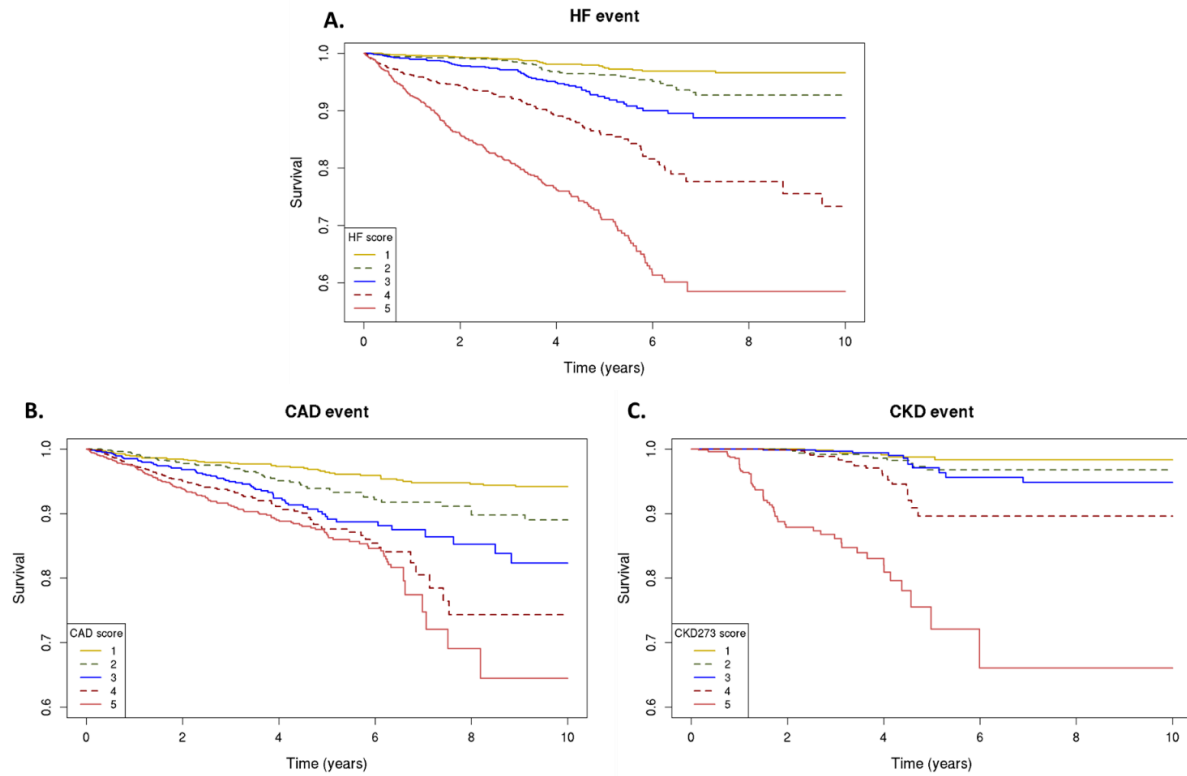 A.
HF event
Survival
1.0
0.9
0.8
0.7
0.6
HF score
1
2
3
4
5
0 2 4 6 8 10
Time (years)
B.
CAD event
Survival
1.0
0.9
0.8
0.7
0.6
CAD score
1
2
3
4
5
0 2 4 6 8 10
Time (years)
C.
CKD event
Survival
1.0
0.9
0.8
0.7
0.6
CKD273 score
1
2
3
4
5
0 2 4 6 8 10
Time (years)